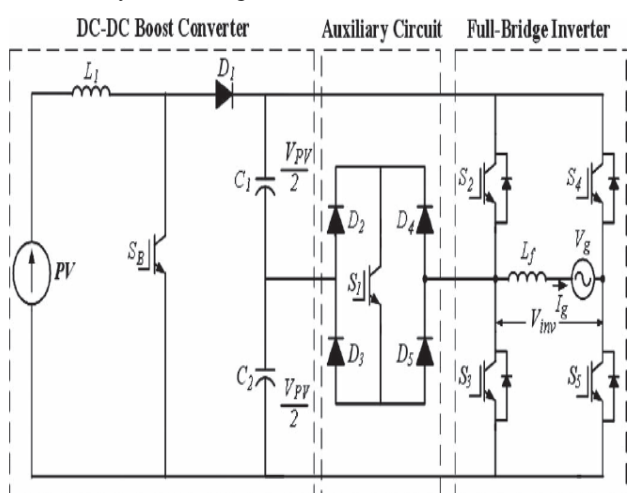 DC-DC Boost Converter
Auxiliary Circuit
Full-Bridge Inverter
L1
D1
C1
VPV
2
SB
PV
C2
VPV
2
D2
D4
S1
D3
D5
S2
S4
Lf
Vg
Ig
Vinv
S3
S5